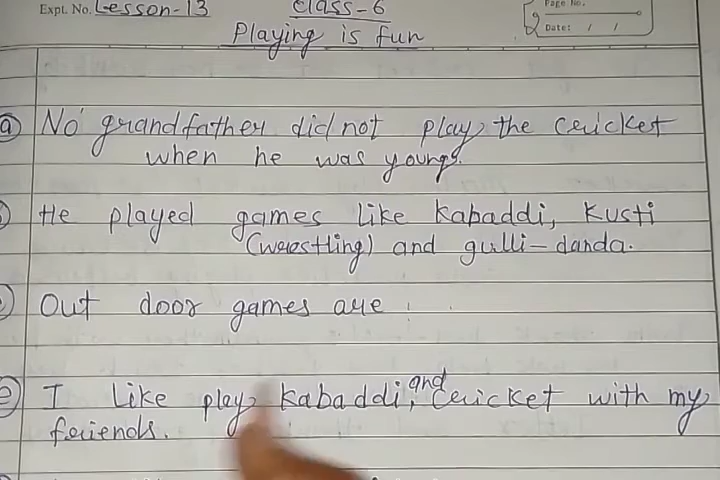 Expt. No. Lesson-13
Class-6
Page No.
Date: / /
Playing is fun
a No grandfather did not play the cricket
when he was young.
He played games like Kabaddi, Kusti
(wrestling) and gulli-danda.
Out door games are
e I like play kabaddi, and cricket with my
friends.